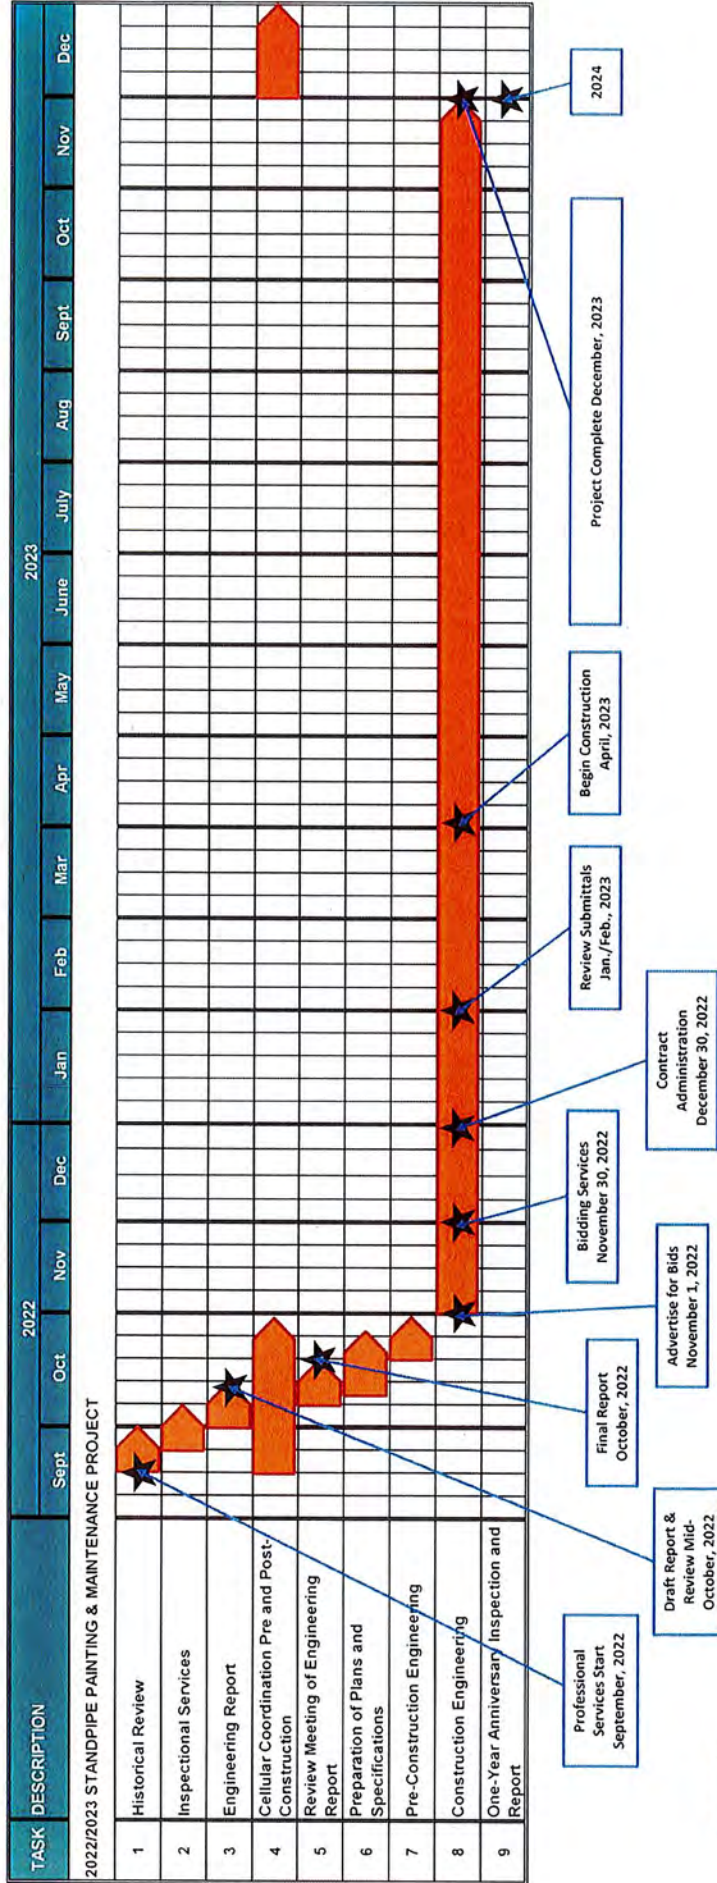 TASK DESCRIPTION 2022 2023
Sept Oct Nov Dec Jan Feb Mar Apr May June July Aug Sept Oct Nov Dec
2022/2023 STANDPIPE PAINTING & MAINTENANCE PROJECT
1 Historical Review
2 Inspectional Services
3 Engineering Report
4 Cellular Coordination Pre and Post-
Construction
5 Review Meeting of Engineering
Report
6 Preparation of Plans and
Specifications
7 Pre-Construction Engineering
8 Construction Engineering
9 One-Year Anniversary Inspection and
Report
Professional
Services Start
September, 2022
Draft Report &
Review Mid-
October, 2022
Final Report
October, 2022
Advertise for Bids
November 1, 2022
Bidding Services
November 30, 2022
Contract
Administration
December 30, 2022
Review Submittals
Jan./Feb., 2023
Begin Construction
April, 2023
Project Complete December, 2023
2024